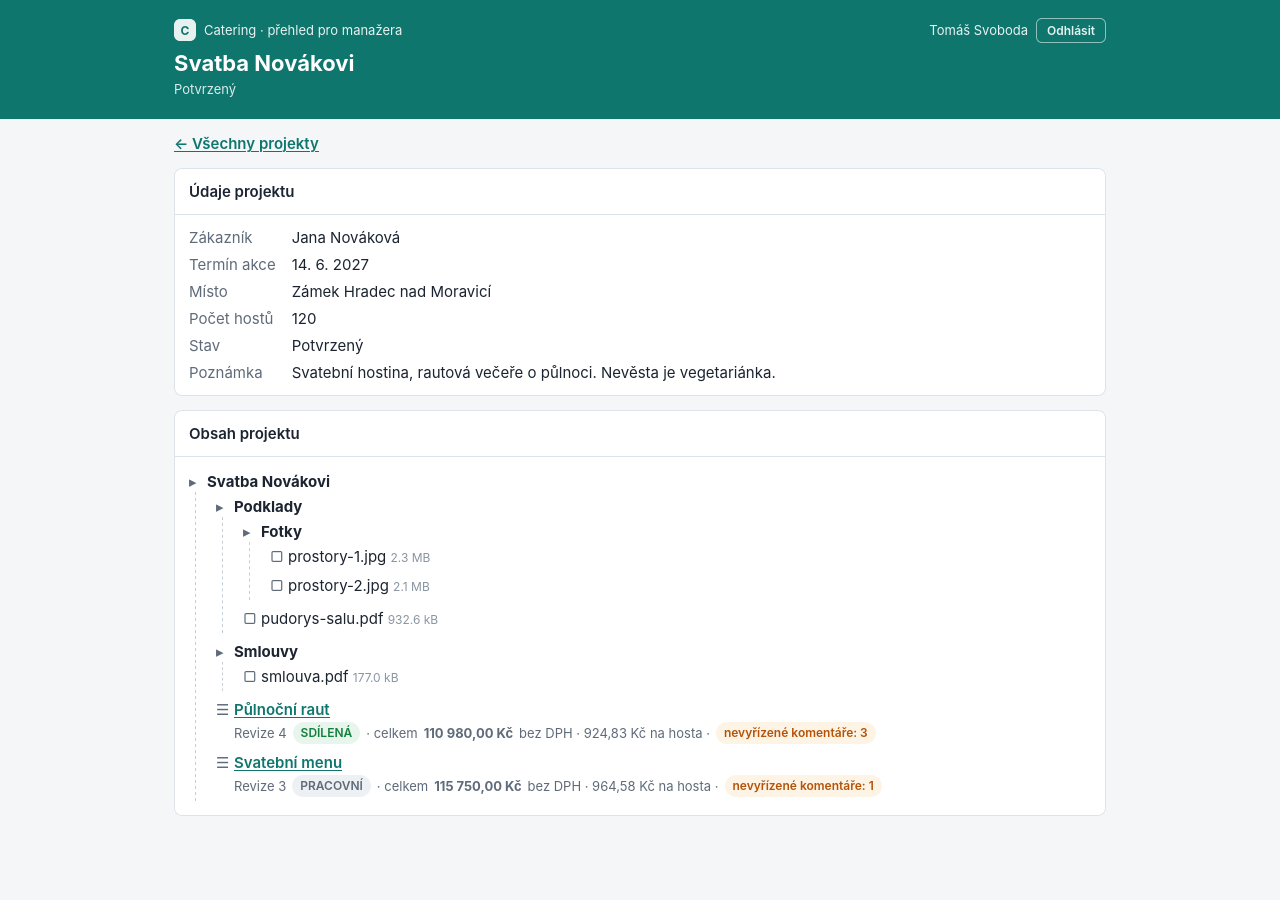 C Catering · přehled pro manažera Tomáš Svoboda Odhlásit
Svatba Novákovi
Potvrzený
← Všechny projekty
Údaje projektu
Zákazník Jana Nováková
Termín akce 14. 6. 2027
Místo Zámek Hradec nad Moravicí
Počet hostů 120
Stav Potvrzený
Poznámka Svatební hostina, rautová večeře o půlnoci. Nevěsta je vegetariánka.
Obsah projektu
▸ Svatba Novákovi
▸ Podklady
▸ Fotky
☐ prostory-1.jpg 2.3 MB
☐ prostory-2.jpg 2.1 MB
☐ pudorys-salu.pdf 932.6 kB
▸ Smlouvy
☐ smlouva.pdf 177.0 kB
☰ Půlnoční raut
Revize 4 SDÍLENÁ · celkem 110 980,00 Kč bez DPH · 924,83 Kč na hosta · nevyřízené komentáře: 3
☰ Svatební menu
Revize 3 PRACOVNÍ · celkem 115 750,00 Kč bez DPH · 964,58 Kč na hosta · nevyřízené komentáře: 1